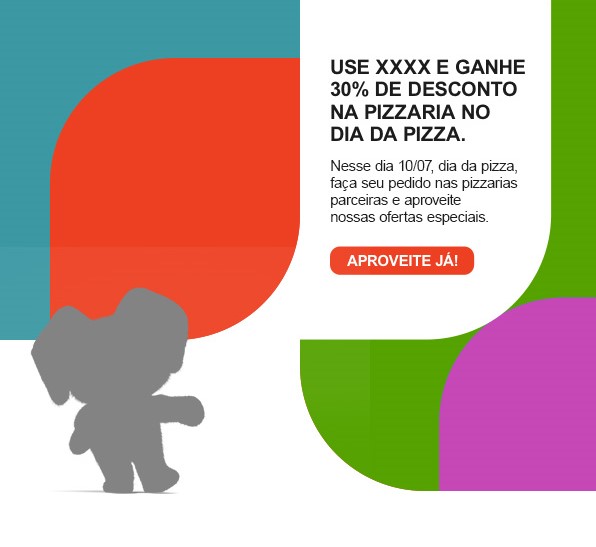 USE XXXX E GANHE
30% DE DESCONTO
NA PIZZARIA NO
DIA DA PIZZA.
Nesse dia 10/07, dia da pizza,
faça seu pedido nas pizzarias
parceiras e aproveite
nossas ofertas especiais.
APROVEITE JÁ!